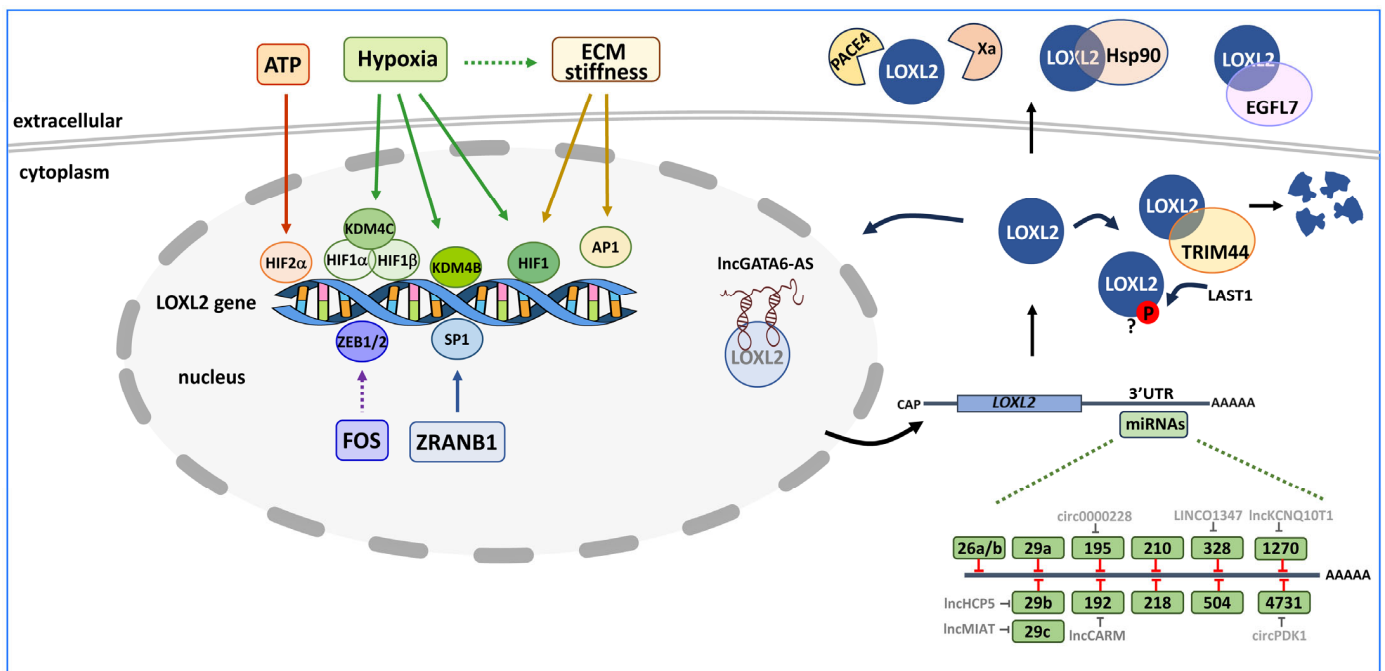 ATP
Hypoxia
ECM
stiffness
PACE4
LOXL2
Xa
LOXL2
Hsp90
LOXL2
EGFL7
extracellular
cytoplasm
KDM4C
HIF2α
HIF1α
HIF1β
KDM4B
HIF1
AP1
LOXL2 gene
ZEB1/2
SP1
nucleus
FOS
ZRANB1
lncGATA6-AS
LOXL2
LOXL2
LOXL2
TRIM44
LOXL2
LAST1
P
?
CAP
LOXL2
3'UTR
AAAAA
miRNAs
circ0000228
LINCO1347
lncKCNQ10T1
26a/b
29a
195
210
328
1270
AAAAA
lncHCP5
29b
192
218
504
4731
lncMIAT
29c
lncCARM
circPDK1